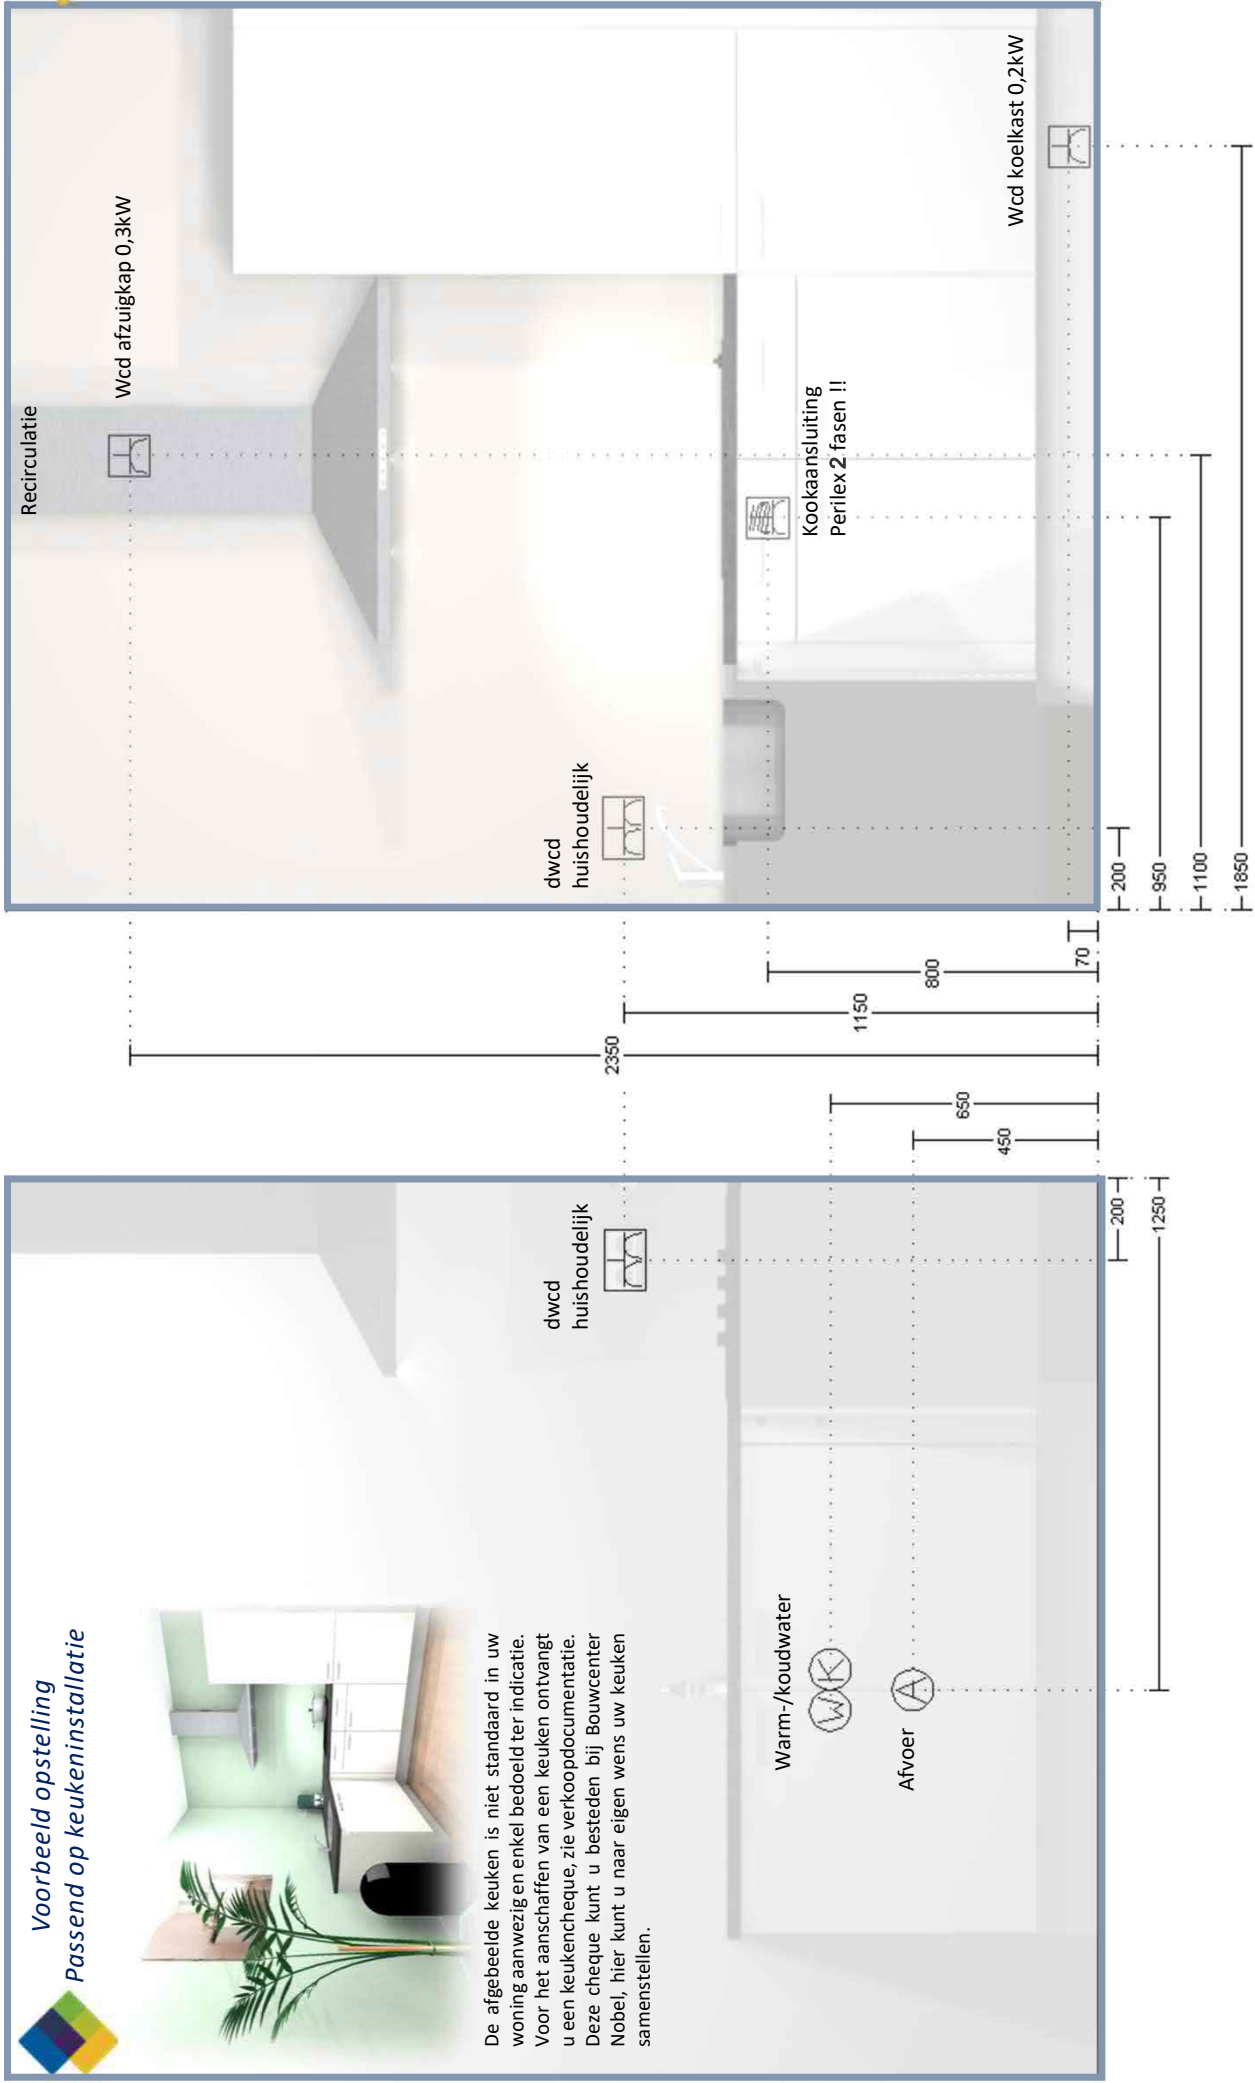 Voorbeeld opstelling
Passend op keukeninstallatie
De afgebeelde keuken is niet standaard in uw
woning aanwezig en enkel bedoeld ter indicatie.
Voor het aanschaffen van een keuken ontvangt
u een keukencheque, zie verkoopdocumentatie.
Deze cheque kunt u besteden bij Bouwcenter
Nobel, hier kunt u naar eigen wens uw keuken
samenstellen.
dwcd
huishoudelijk
Warm-/koudwater
W K
Afvoer
A
200
1250
450
650
2350
1150
800
70
Recirculatie
Wcd afzuigkap 0,3kW
dwcd
huishoudelijk
Kookaansluiting
Perilex 2 fasen !!
Wcd koelkast 0,2kW
200
950
1100
1850